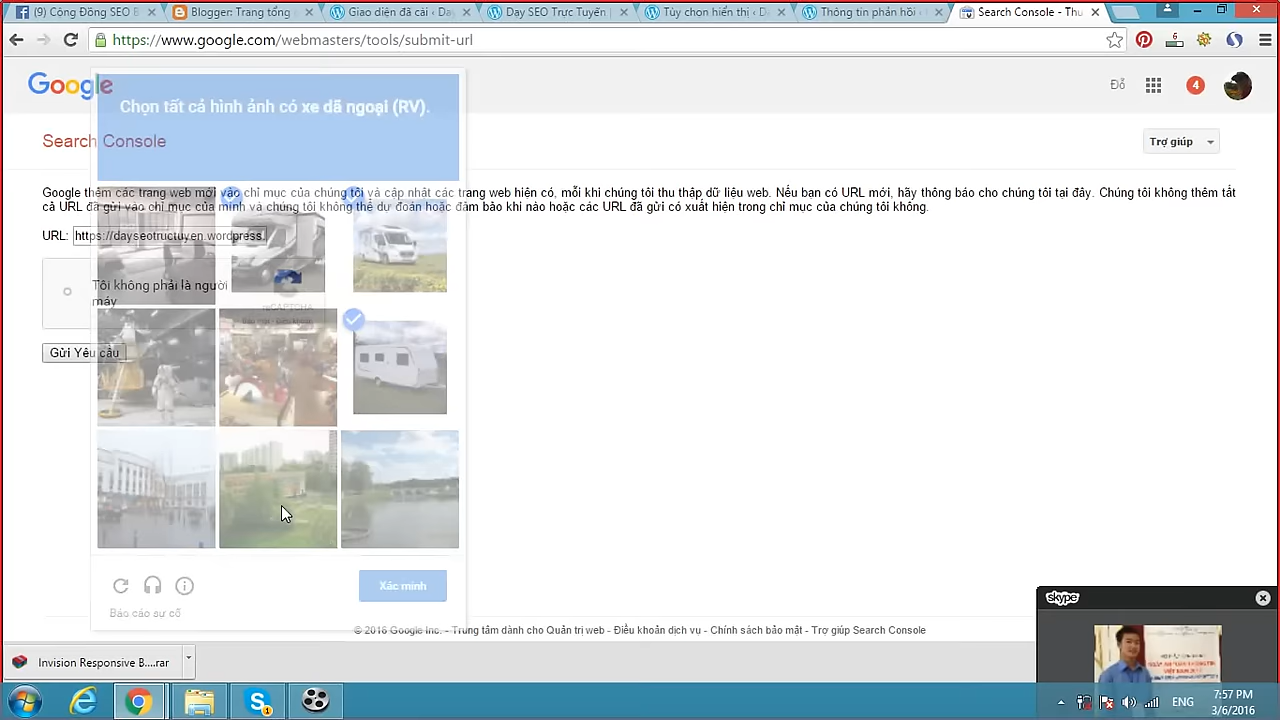 (9) Cộng Đồng SEO B
Blogger: Trang tổng
Giao diện đã cài ‹ Dạy
Dạy SEO Trực Tuyến |
Tùy chọn hiển thị ‹ D
Thông tin phản hồi ‹
Search Console - Thu
https://www.google.com/webmasters/tools/submit-url
6
Google
Đỗ
4
Chọn tất cả hình ảnh có xe dã ngoại (RV).
Search Console
Trợ giúp
Google thêm các trang web mới vào chỉ mục của chúng tôi và cập nhật các trang web hiện có, mỗi khi chúng tôi thu thập dữ liệu web. Nếu bạn có URL mới, hãy thông báo cho chúng tôi tại đây. Chúng tôi không thêm tất
cả URL đã gửi vào chỉ mục của mình và chúng tôi không thể dự đoán hoặc đảm bảo khi nào hoặc các URL đã gửi có xuất hiện trong chỉ mục của chúng tôi không.
URL: https://dayseotructuyen.wordpress.
Tôi không phải là người
máy
reCAPTCHA
Gửi Yêu cầu
Xác minh
Báo cáo sự cố
© 2016 Google Inc. - Trung tâm dành cho Quản trị web - Điều khoản dịch vụ - Chính sách bảo mật - Trợ giúp Search Console
skype
Invision Responsive B....rar
1
ENG
7:57 PM
3/6/2016